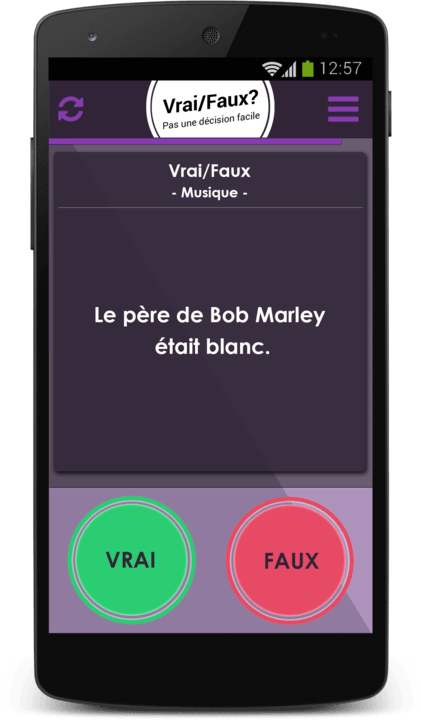 12:57
Vrai/Faux?
Pas une décision facile
Vrai/Faux
- Musique -
Le père de Bob Marley
était blanc.
VRAI
FAUX